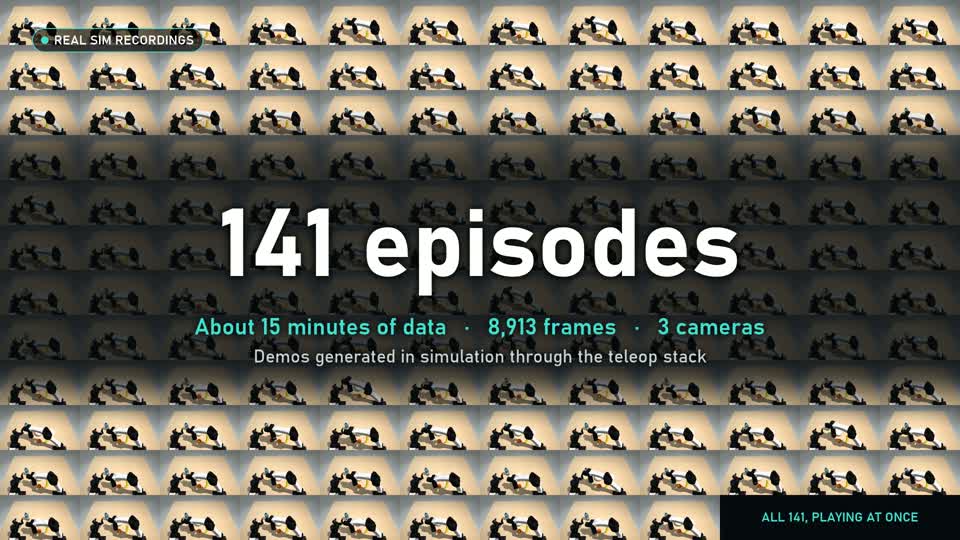 REAL SIM RECORDINGS
141 episodes
About 15 minutes of data · 8,913 frames · 3 cameras
Demos generated in simulation through the teleop stack
ALL 141, PLAYING AT ONCE